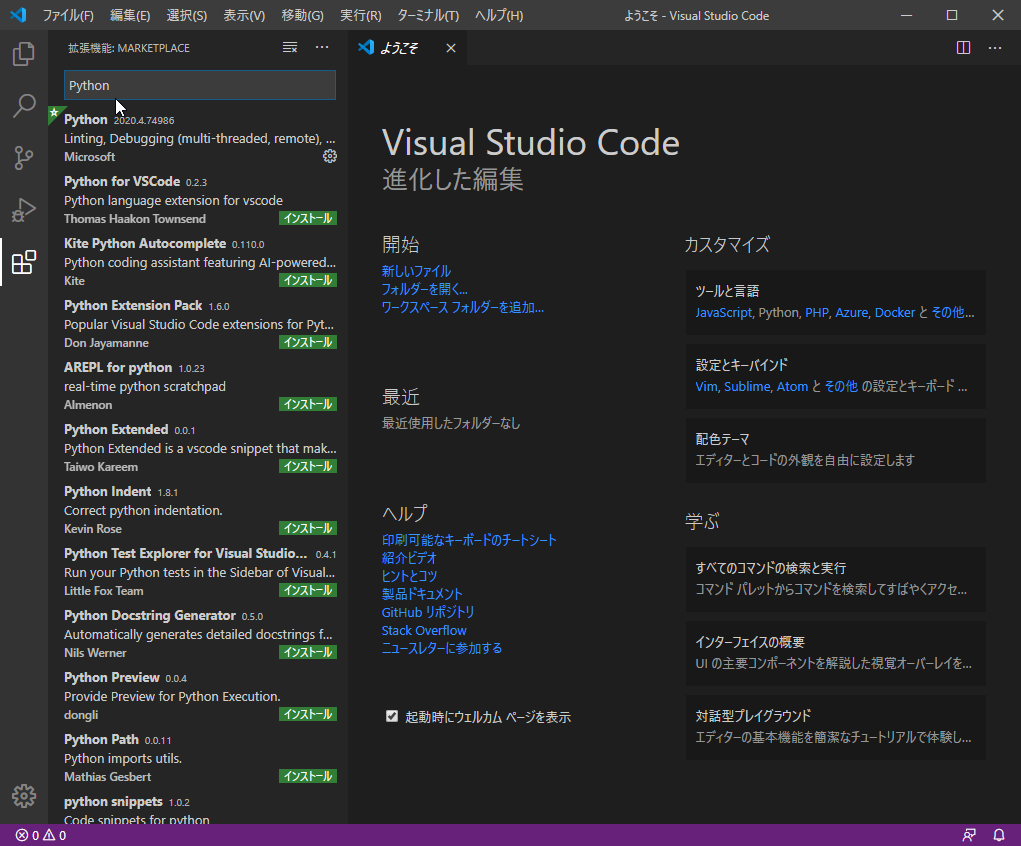 ファイル(F) 編集(E) 選択(S) 表示(V) 移動(G) 実行(R) ターミナル(T) ヘルプ(H) ようこそ - Visual Studio Code
拡張機能: MARKETPLACE
Python
Python 2020.4.74986
Linting, Debugging (multi-threaded, remote), ...
Microsoft
Python for VSCode 0.2.3
Python language extension for vscode
Thomas Haakon Townsend インストール
Kite Python Autocomplete 0.110.0
Python coding assistant featuring AI-powered...
Kite インストール
Python Extension Pack 1.6.0
Popular Visual Studio Code extensions for Pyt...
Don Jayamanne インストール
AREPL for python 1.0.23
real-time python scratchpad
Almenon インストール
Python Extended 0.0.1
Python Extended is a vscode snippet that mak...
Taiwo Kareem インストール
Python Indent 1.8.1
Correct python indentation.
Kevin Rose インストール
Python Test Explorer for Visual Studio... 0.4.1
Run your Python tests in the Sidebar of Visual...
Little Fox Team インストール
Python Docstring Generator 0.5.0
Automatically generates detailed docstrings f...
Nils Werner インストール
Python Preview 0.0.4
Provide Preview for Python Execution.
dongli インストール
Python Path 0.0.11
Python imports utils.
Mathias Gesbert インストール
python snippets 1.0.2
Code snippets for python
ようこそ
Visual Studio Code
進化した編集
開始
新しいファイル
フォルダーを開く...
ワークスペース フォルダーを追加...
最近
最近使用したフォルダーなし
ヘルプ
印刷可能なキーボードのチートシート
紹介ビデオ
ヒントとコツ
製品ドキュメント
GitHub リポジトリ
Stack Overflow
ニュースレターに参加する
起動時にウェルカム ページを表示
カスタマイズ
ツールと言語
JavaScript, Python, PHP, Azure, Docker と その他...
設定とキーバインド
Vim, Sublime, Atom と その他 の設定とキーボード ...
配色テーマ
エディターとコードの外観を自由に設定します
学ぶ
すべてのコマンドの検索と実行
コマンド パレットからコマンドを検索してすばやくアクセ...
インターフェイスの概要
UI の主要コンポーネントを解説した視覚オーバーレイを...
対話型プレイグラウンド
エディターの基本機能を簡潔なチュートリアルで体験し...
0 0